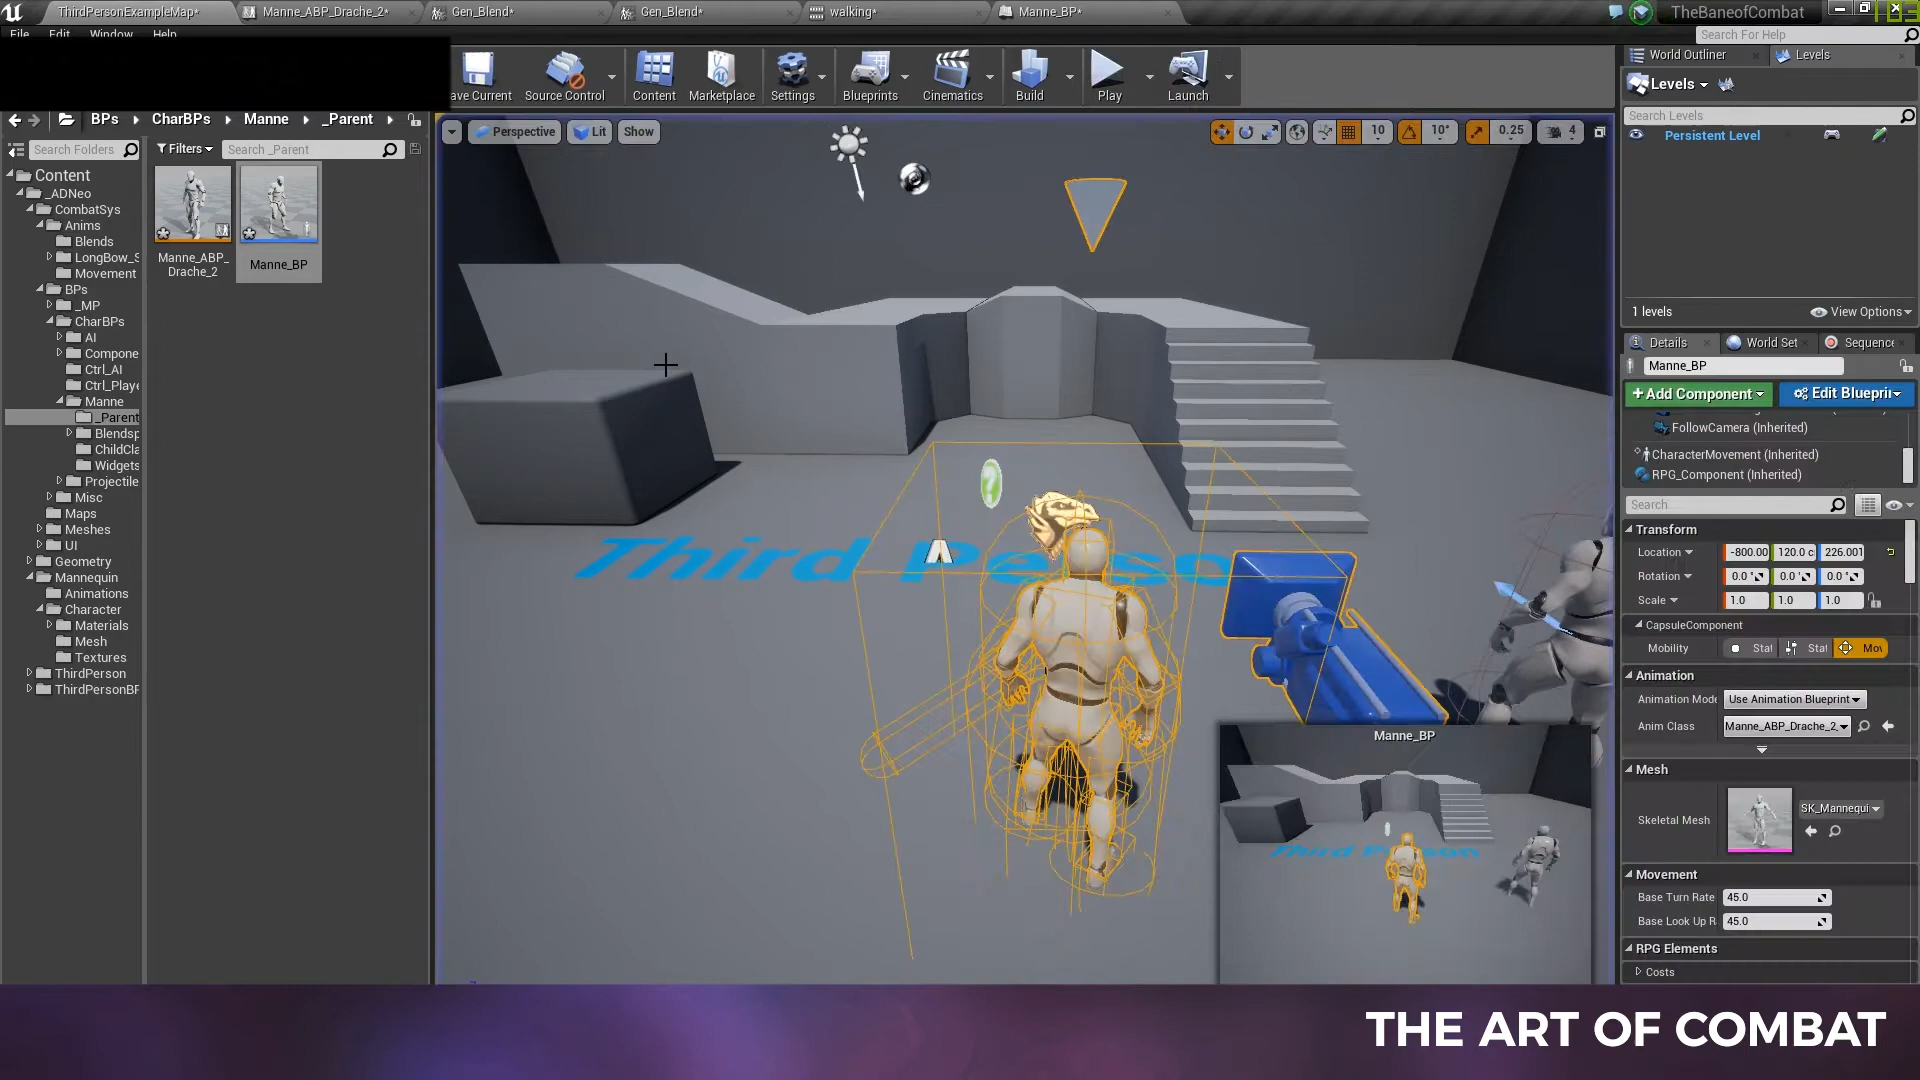 ThirdPersonExampleMap*
Manne_ABP_Drache_2*
Gen_Blend*
Gen_Blend*
walking*
Manne_BP*
TheBaneofCombat
File Edit Window Help
Search For Help
ave Current
Source Control
Content
Marketplace
Settings
Blueprints
Cinematics
Build
Play
Launch
World Outliner
Levels
Levels
Search Levels
Persistent Level
1 levels
View Options
BPs
CharBPs
Manne
_Parent
Search Folders
Filters
Search _Parent
Content
_ADNeo
CombatSys
Anims
Blends
LongBow_S
Movement
BPs
_MP
CharBPs
AI
Compone
Ctrl_AI
Ctrl_Playe
Manne
_Parent
Blendsp
ChildCla
Widgets
Projectile
Misc
Maps
Meshes
UI
Geometry
Mannequin
Animations
Character
Materials
Mesh
Textures
ThirdPerson
ThirdPersonBF
Manne_ABP_
Drache_2
Manne_BP
Perspective
Lit
Show
10
10°
0.25
4
Third Person
Manne_BP
Third Person
Details
World Set
Sequence
Manne_BP
+Add Component
Edit Blueprin
FollowCamera (Inherited)
CharacterMovement (Inherited)
RPG_Component (Inherited)
Search
Transform
Location -800.00 120.0 c 226.001
Rotation 0.0 ° 0.0 ° 0.0 °
Scale 1.0 1.0 1.0
CapsuleComponent
Mobility Stat Stat Mov
Animation
Animation Mode Use Animation Blueprint
Anim Class Manne_ABP_Drache_2_
Mesh
Skeletal Mesh SK_Mannequi
Movement
Base Turn Rate 45.0
Base Look Up R 45.0
RPG Elements
Costs
THE ART OF COMBAT